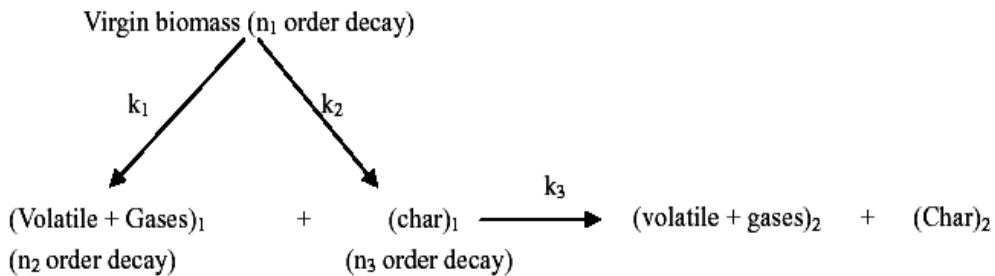 Virgin biomass (n₁ order decay)
k₁ k₂
k₃
(Volatile + Gases)₁ + (char)₁ (volatile + gases)₂ + (Char)₂
(n₂ order decay) (n₃ order decay)